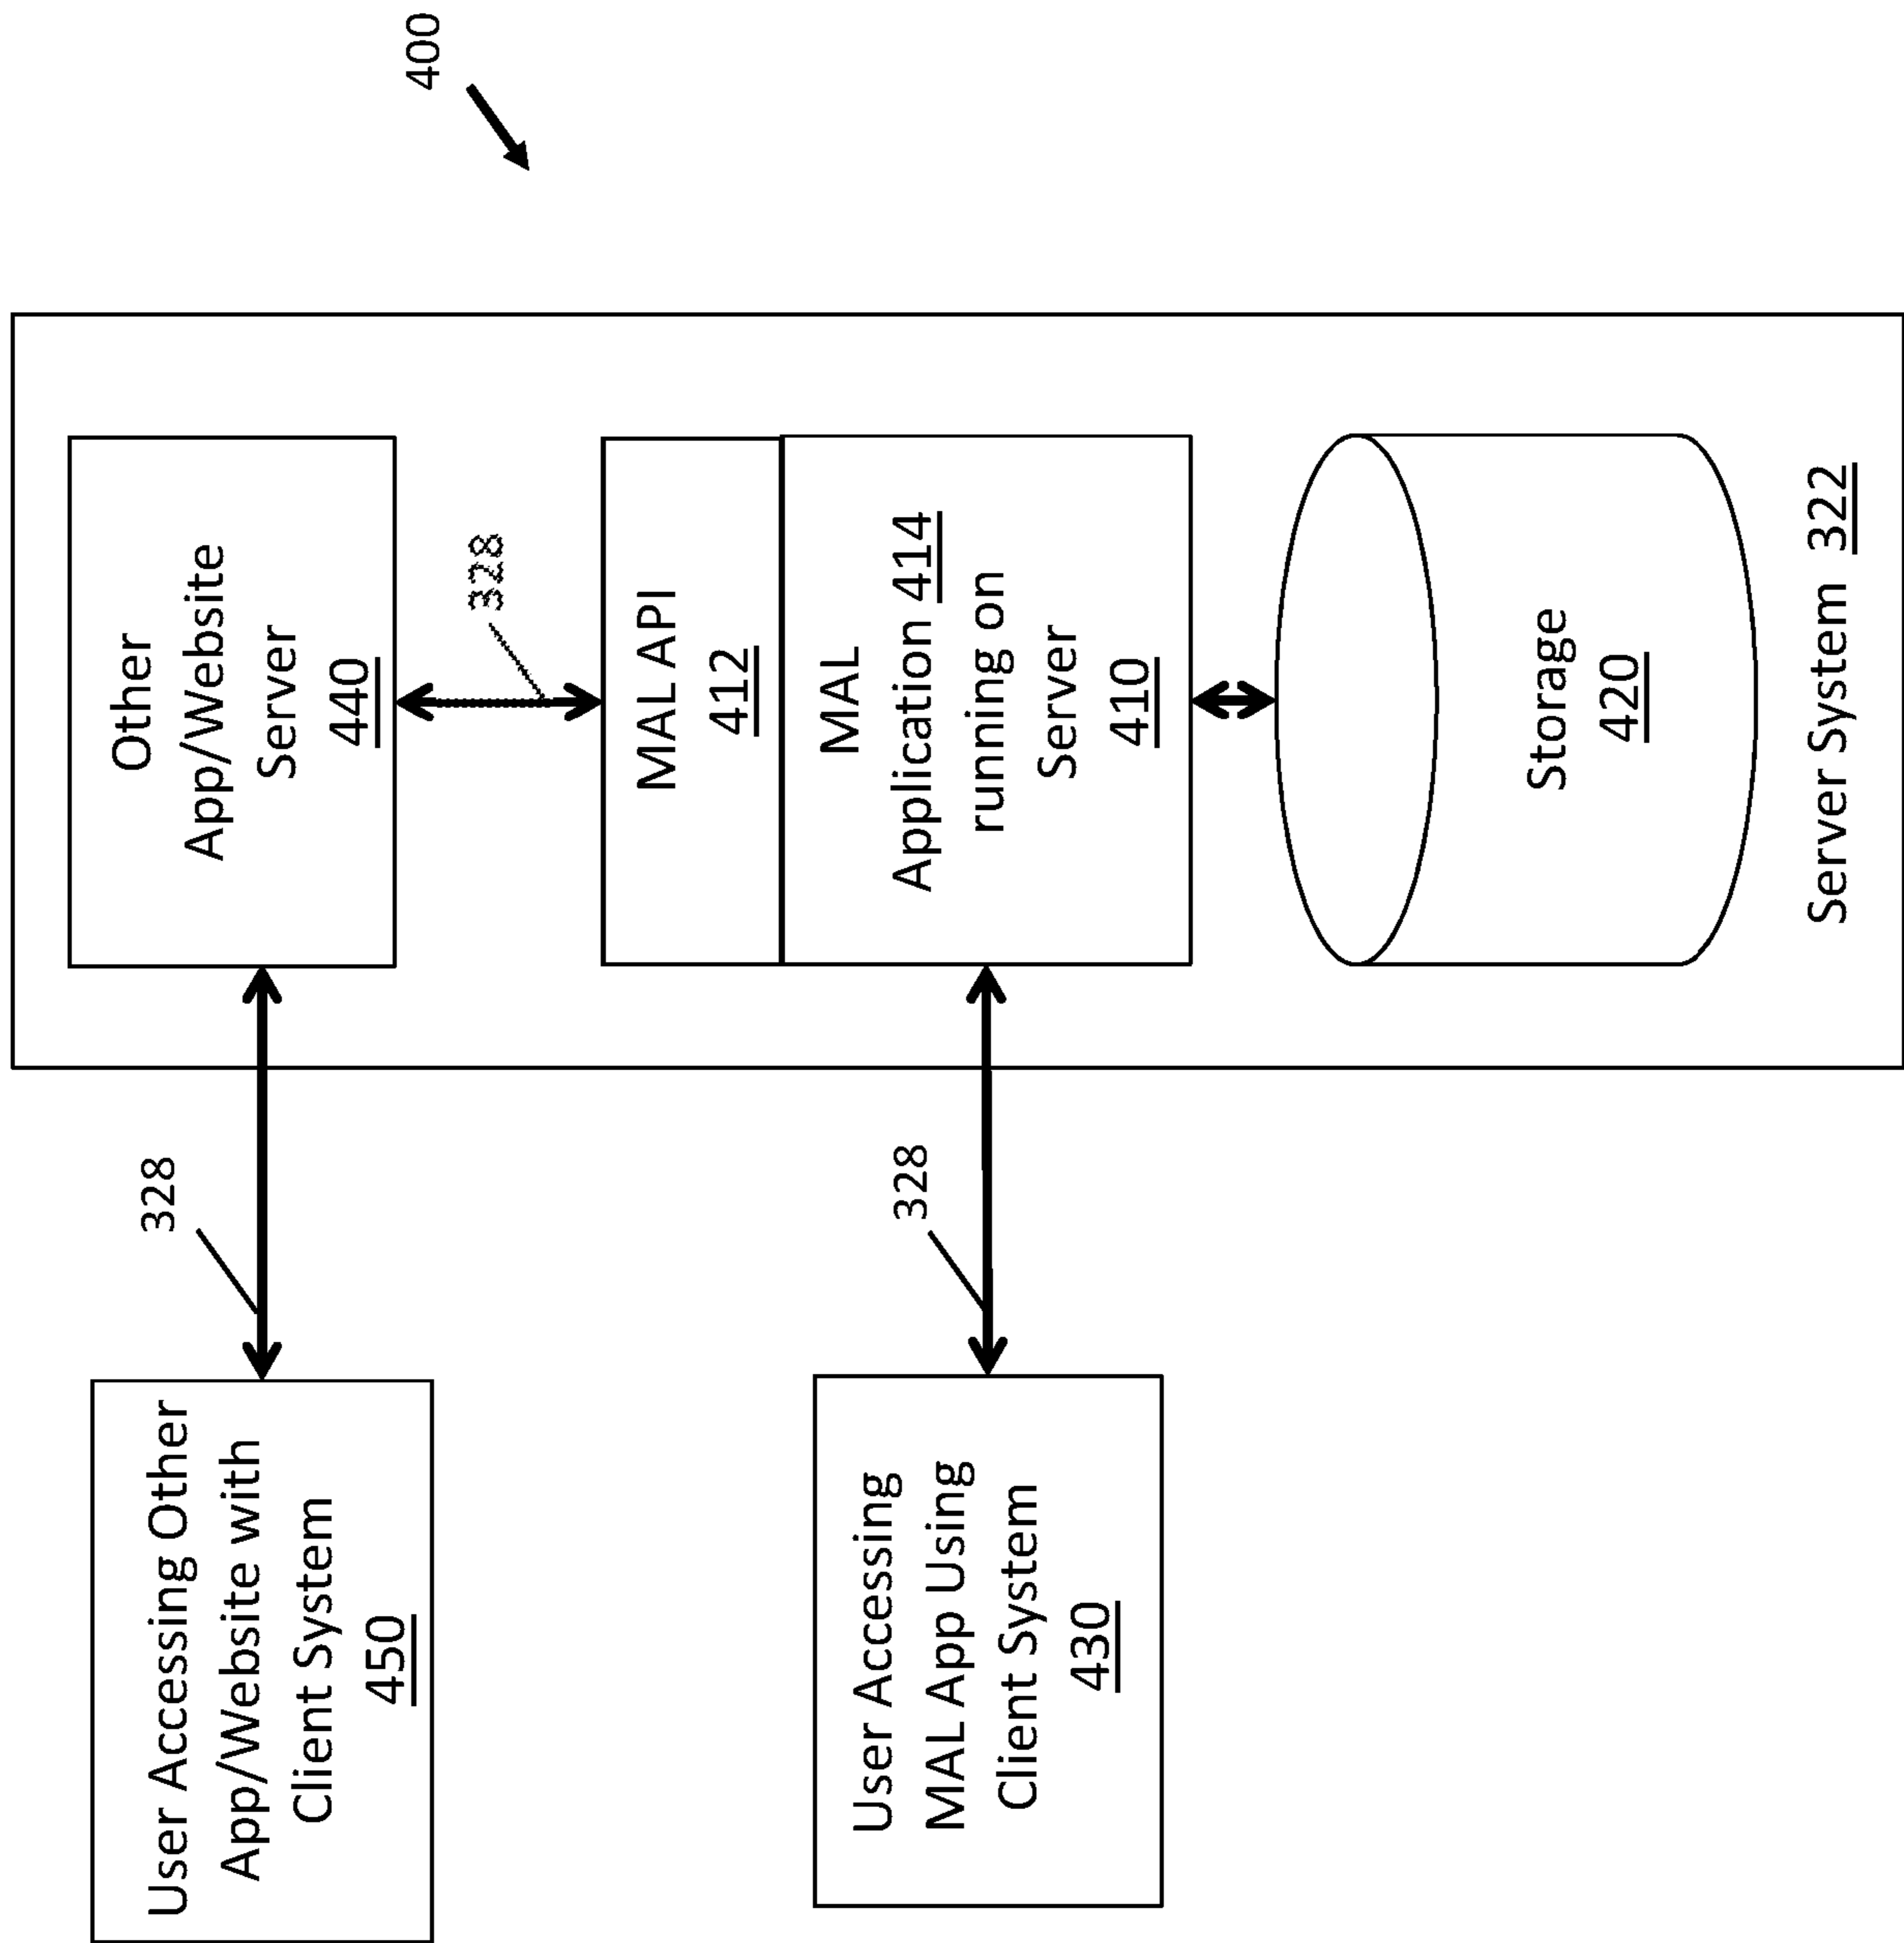 400
User Accessing Other
App/Website with
Client System
450
328
Other
App/Website
Server
440
328
MAL API
412
User Accessing
MAL App Using
Client System
430
328
MAL
Application 414
running on
Server
410
Storage
420
Server System 322